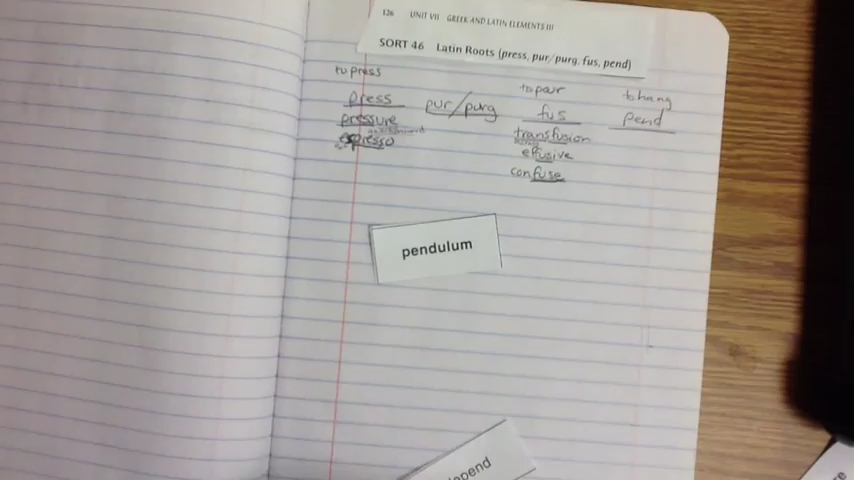 126 UNIT VII GREEK AND LATIN ELEMENTS III
SORT 46 Latin Roots (press, pur/purg, fus, pend)
to press
press
pressure
espresso
pur/purg
to pour
fus
transfusion
effusive
confuse
to hang
pend
pendulum